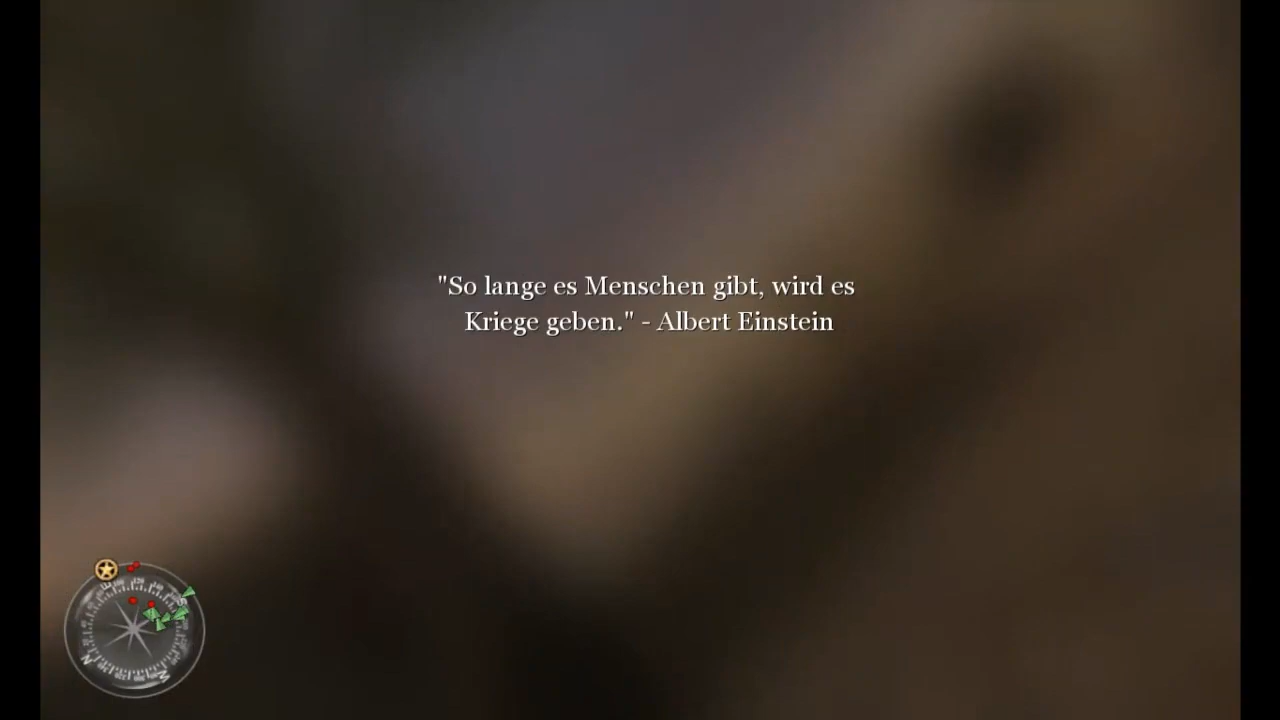 "So lange es Menschen gibt, wird es
Kriege geben." - Albert Einstein